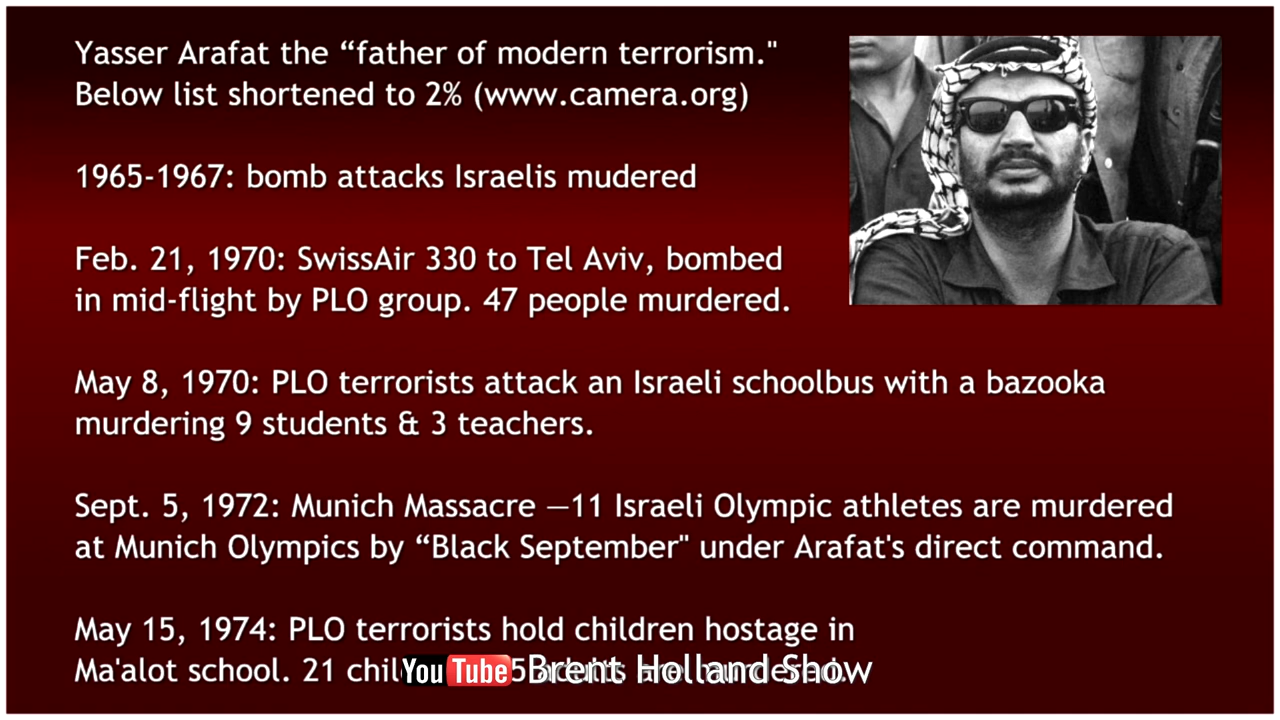 Yasser Arafat the “father of modern terrorism."
Below list shortened to 2% (www.camera.org)
1965-1967: bomb attacks Israelis mudered
Feb. 21, 1970: SwissAir 330 to Tel Aviv, bombed
in mid-flight by PLO group. 47 people murdered.
May 8, 1970: PLO terrorists attack an Israeli schoolbus with a bazooka
murdering 9 students & 3 teachers.
Sept. 5, 1972: Munich Massacre —11 Israeli Olympic athletes are murdered
at Munich Olympics by “Black September" under Arafat's direct command.
May 15, 1974: PLO terrorists hold children hostage in
Ma'alot school. 21
YouTube Brent Holland Show